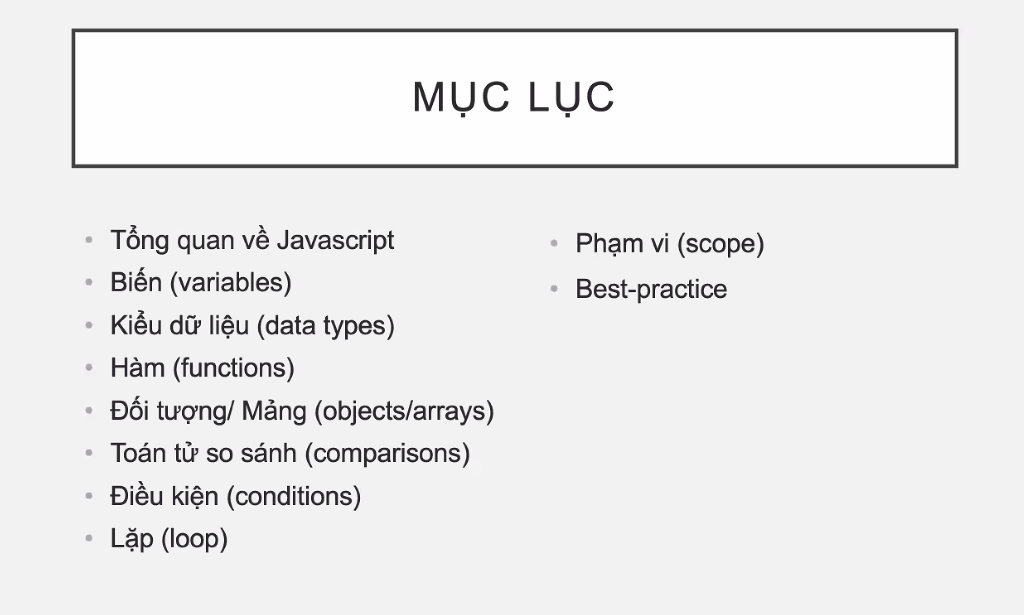 MỤC LỤC
• Tổng quan về Javascript
• Biến (variables)
• Kiểu dữ liệu (data types)
• Hàm (functions)
• Đối tượng/ Mảng (objects/arrays)
• Toán tử so sánh (comparisons)
• Điều kiện (conditions)
• Lặp (loop)
• Phạm vi (scope)
• Best-practice